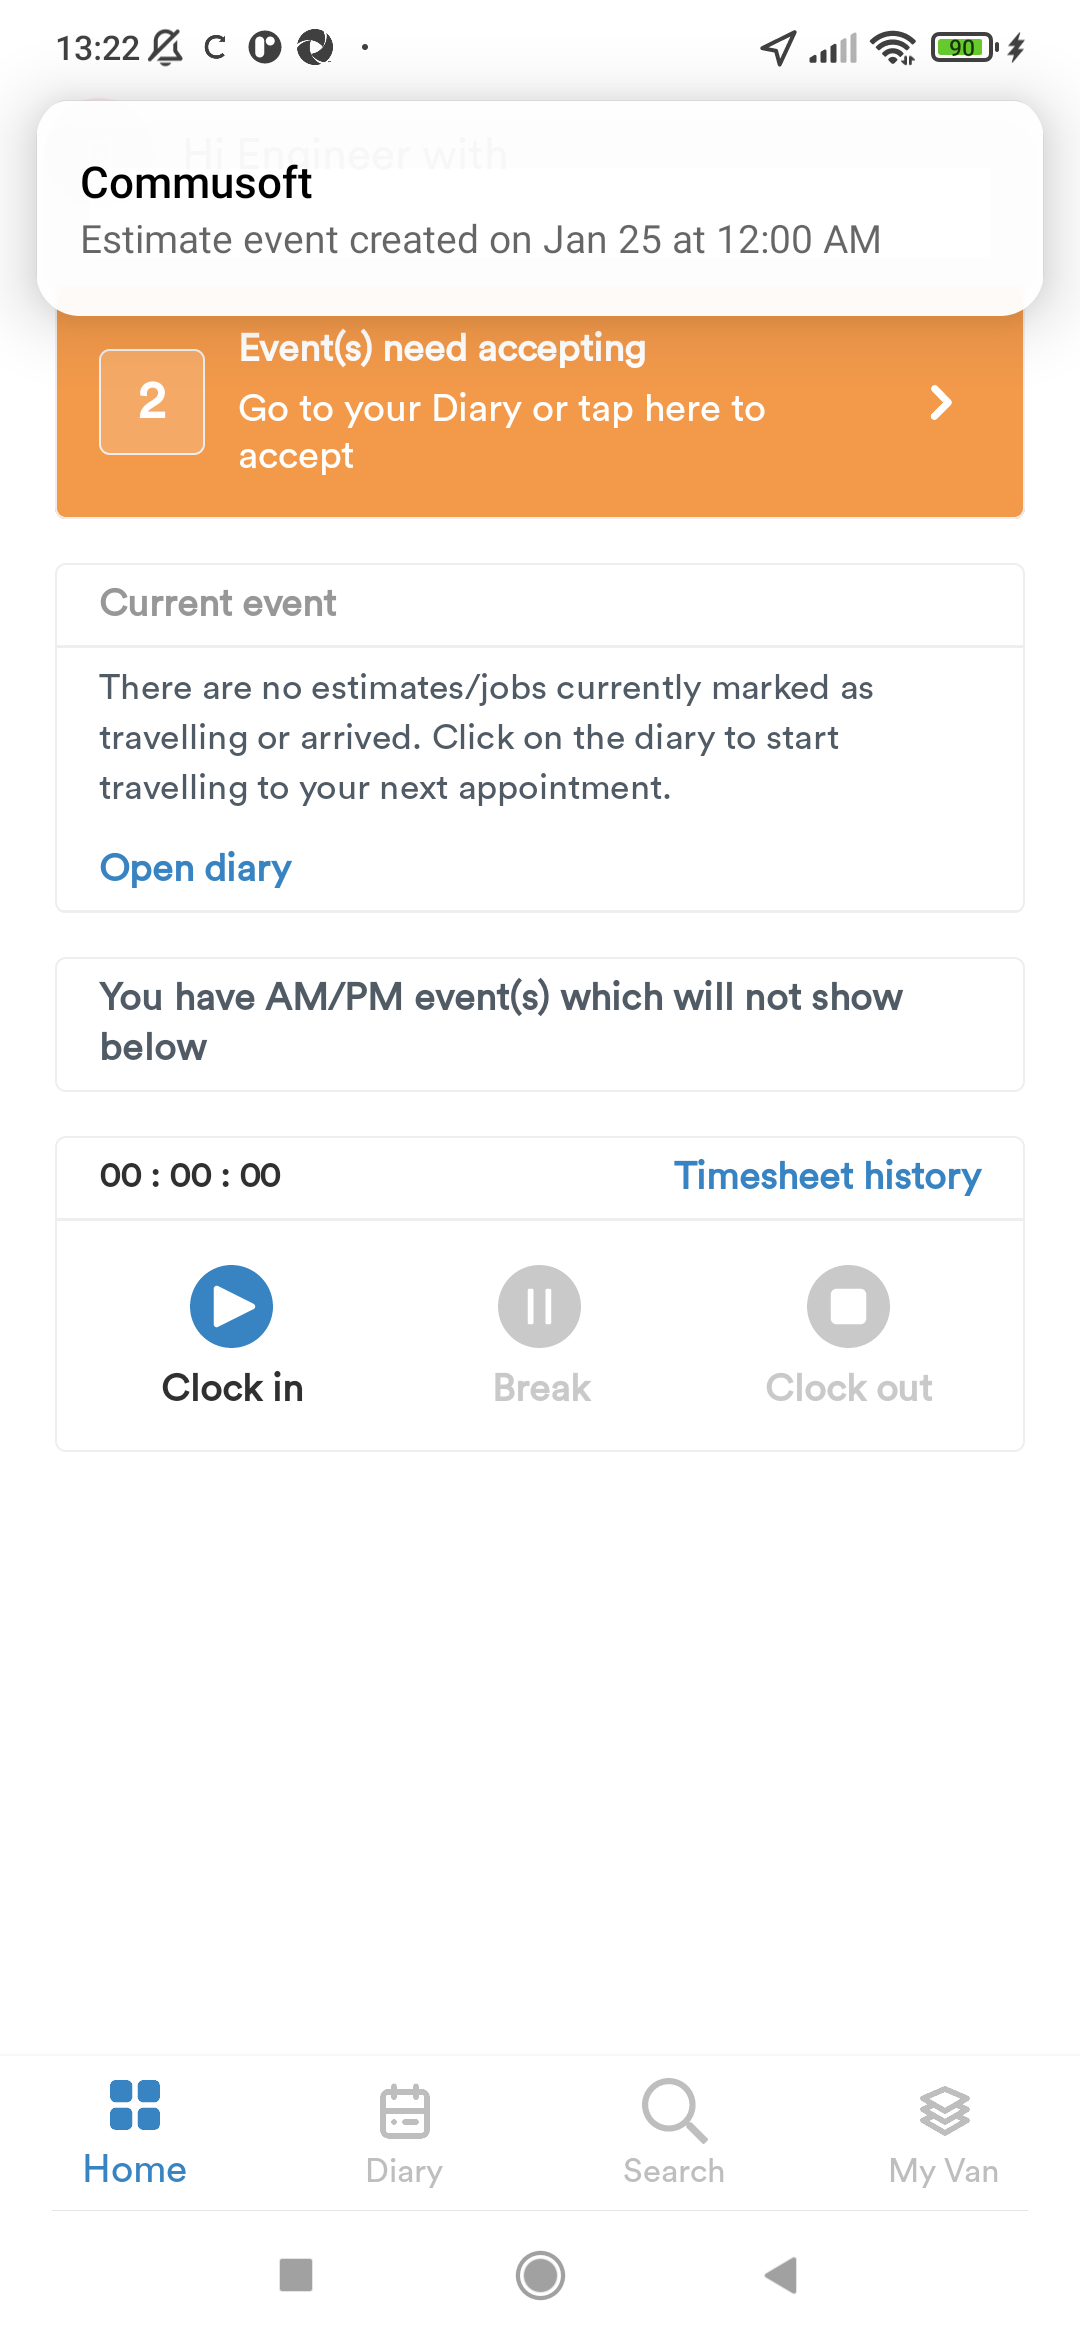 13:22
90
Hi Engineer with
Commusoft
Estimate event created on Jan 25 at 12:00 AM
2
Event(s) need accepting
Go to your Diary or tap here to
accept
Current event
There are no estimates/jobs currently marked as
travelling or arrived. Click on the diary to start
travelling to your next appointment.
Open diary
You have AM/PM event(s) which will not show
below
00 : 00 : 00
Timesheet history
Clock in
Break
Clock out
Home
Diary
Search
My Van